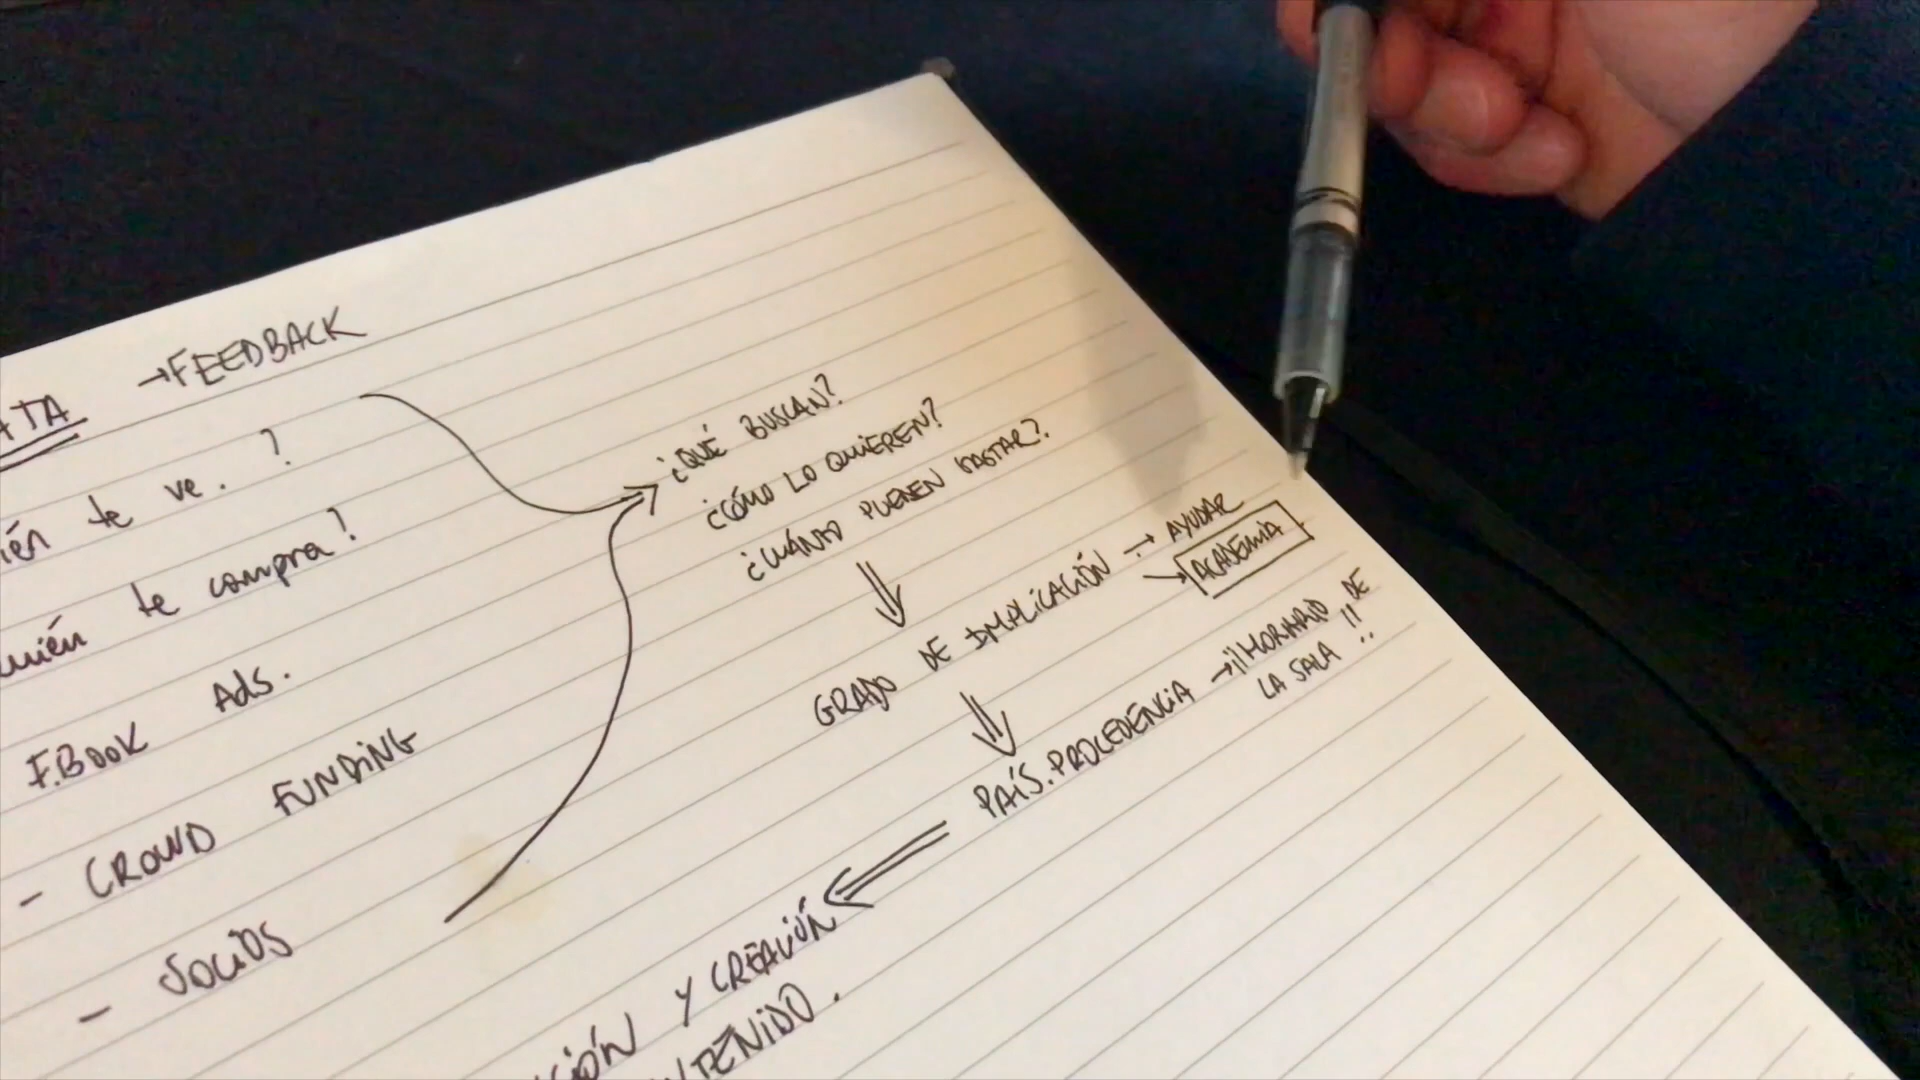 →FEEDBACK
ATA
ién te ve. ?
uién te compra?
F.BOOK Ads.
- CROWD FUNDING
- SOCIOS
¿QUÉ BUSCAN?
¿CÓMO LO QUIEREN?
¿CUÁNTO PUEDEN GASTAR?
GRADO DE IMPLICACIÓN → AYUDAR
→ ACADEMIA
PAÍS.PROCEDENCIA → ¡¡HORARIO DE
LA SALA !!
CIÓN Y CREACIÓN
NTENIDO.